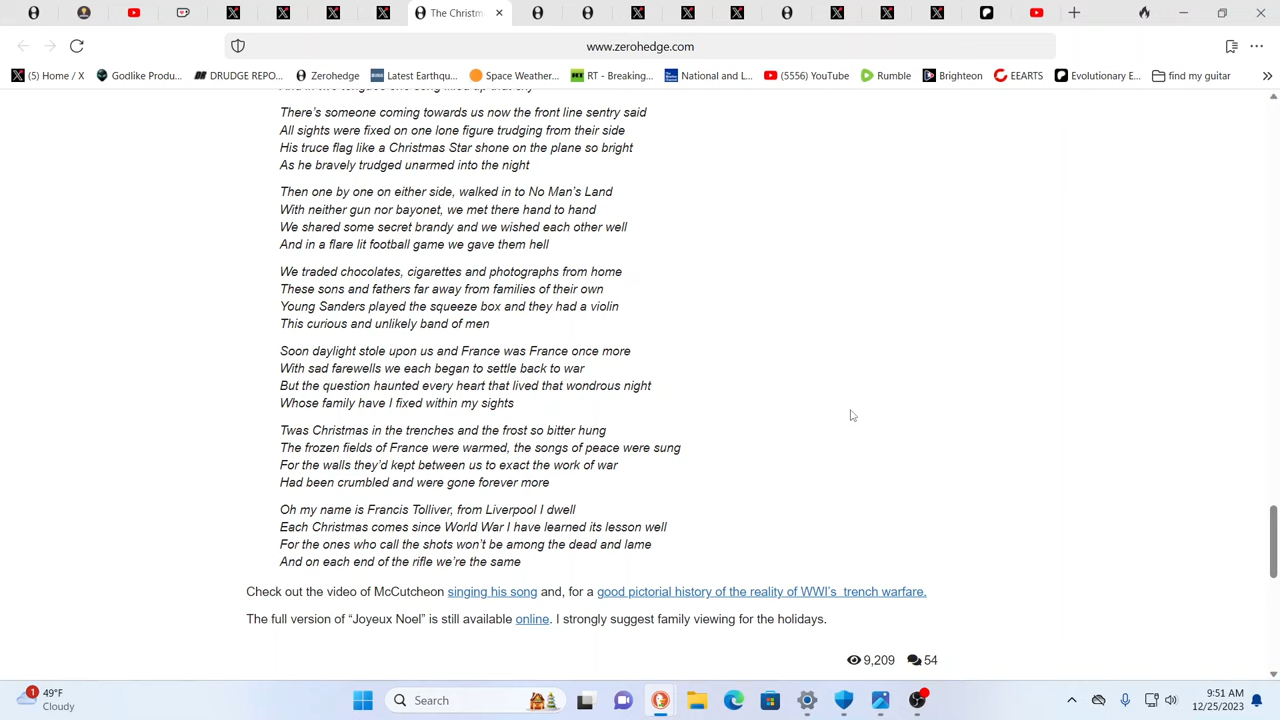 The Christm
www.zerohedge.com
(5) Home / X
Godlike Produ...
DRUDGE REPO...
Zerohedge
Latest Earthqu...
Space Weather...
RT - Breaking...
National and L...
(5556) YouTube
Rumble
Brighteon
EEARTS
Evolutionary E...
find my guitar
There's someone coming towards us now the front line sentry said
All sights were fixed on one lone figure trudging from their side
His truce flag like a Christmas Star shone on the plane so bright
As he bravely trudged unarmed into the night
Then one by one on either side, walked in to No Man's Land
With neither gun nor bayonet, we met there hand to hand
We shared some secret brandy and we wished each other well
And in a flare lit football game we gave them hell
We traded chocolates, cigarettes and photographs from home
These sons and fathers far away from families of their own
Young Sanders played the squeeze box and they had a violin
This curious and unlikely band of men
Soon daylight stole upon us and France was France once more
With sad farewells we each began to settle back to war
But the question haunted every heart that lived that wondrous night
Whose family have I fixed within my sights
Twas Christmas in the trenches and the frost so bitter hung
The frozen fields of France were warmed, the songs of peace were sung
For the walls they'd kept between us to exact the work of war
Had been crumbled and were gone forever more
Oh my name is Francis Tolliver, from Liverpool I dwell
Each Christmas comes since World War I have learned its lesson well
For the ones who call the shots won't be among the dead and lame
And on each end of the rifle we're the same
Check out the video of McCutcheon singing his song and, for a good pictorial history of the reality of WWI's trench warfare.
The full version of “Joyeux Noel” is still available online. I strongly suggest family viewing for the holidays.
9,209 54
1
49°F
Cloudy
Search
9:51 AM
12/25/2023